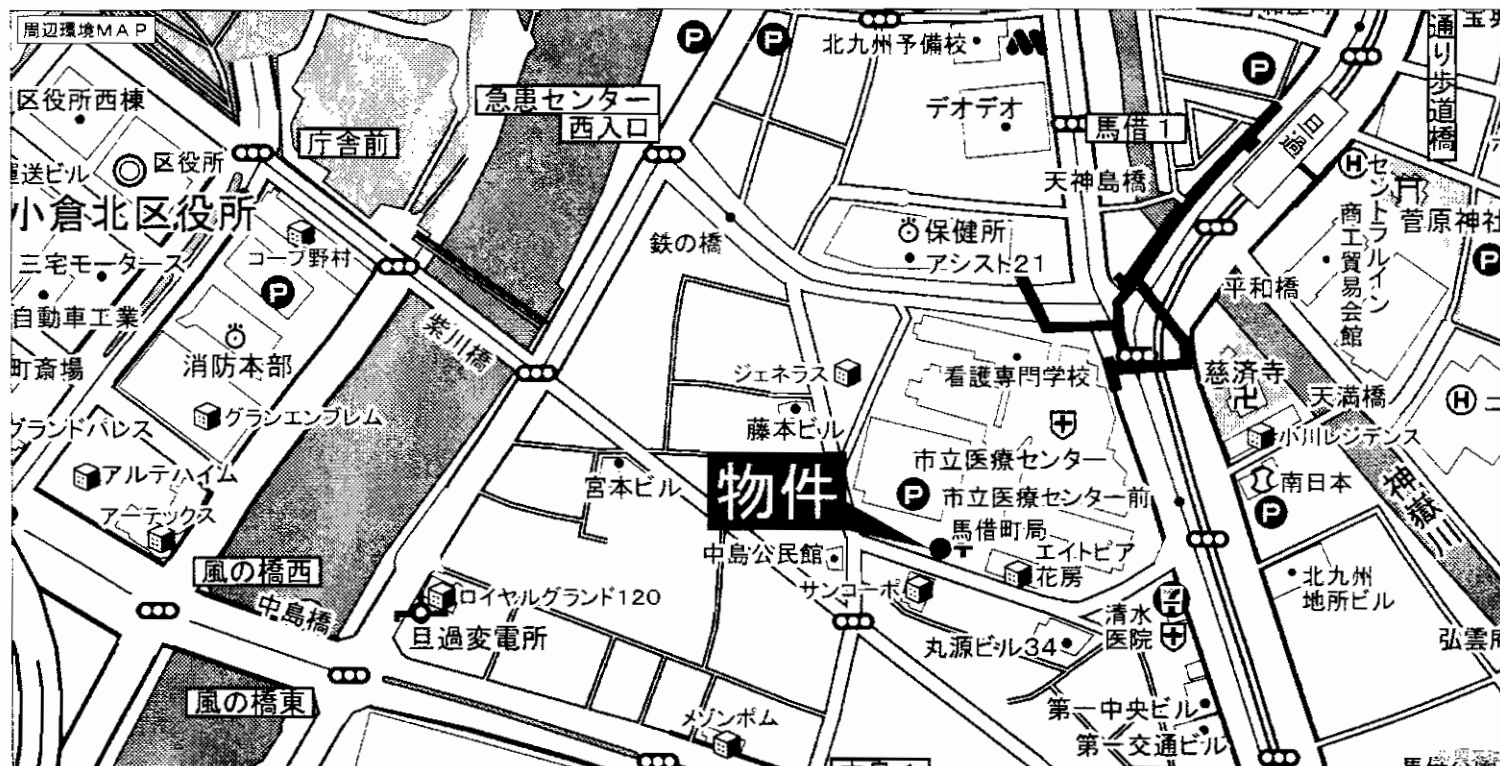 周辺環境MAP
北九州予備校
区役所西棟
急患センター
西入口
デオデオ
馬借1
通り歩道橋
旦過
庁舎前
区役所
運送ビル
小倉北区役所
天神島橋
セントラルイン
商工貿易会館
菅原神社
保健所
アシスト21
鉄の橋
コープ野村
三宅モータース
自動車工業
平和橋
紫川橋
消防本部
町斎場
ジェネラス
看護専門学校
慈済寺
天満橋
グランエンブレム
グランドパレス
藤本ビル
小川レジデンス
アルテハイム
宮本ビル
物件
市立医療センター
市立医療センター前
南日本
神嶽川
アーテックス
馬借町局
中島公民館
エイトピア
花房
風の橋西
中島橋
ロイヤルグランド120
サンコーポ
北九州
地所ビル
清水
医院
旦過変電所
丸源ビル34
弘雲
風の橋東
メゾンポム
第一中央ビル
第一交通ビル